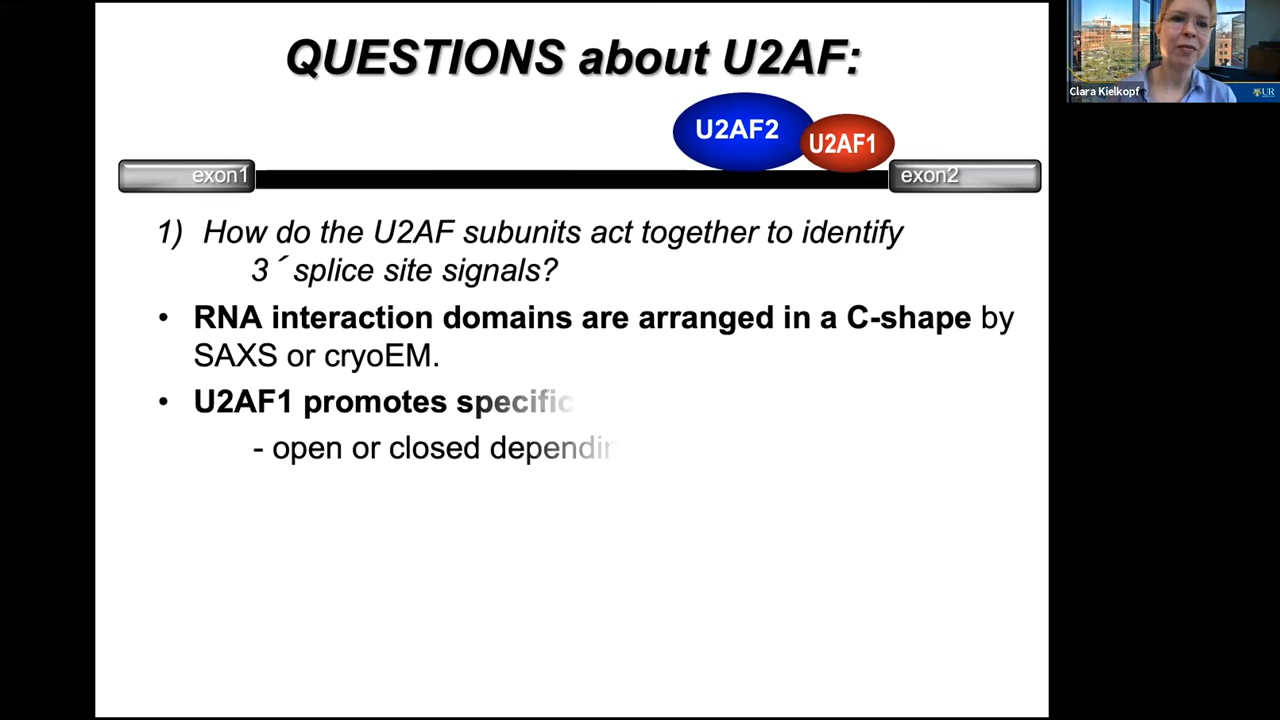 QUESTIONS about U2AF:
U2AF2
U2AF1
exon1
exon2
1) How do the U2AF subunits act together to identify
3´ splice site signals?
• RNA interaction domains are arranged in a C-shape by
SAXS or cryoEM.
• U2AF1 promotes specific
- open or closed dependin
Clara Kielkopf
UR